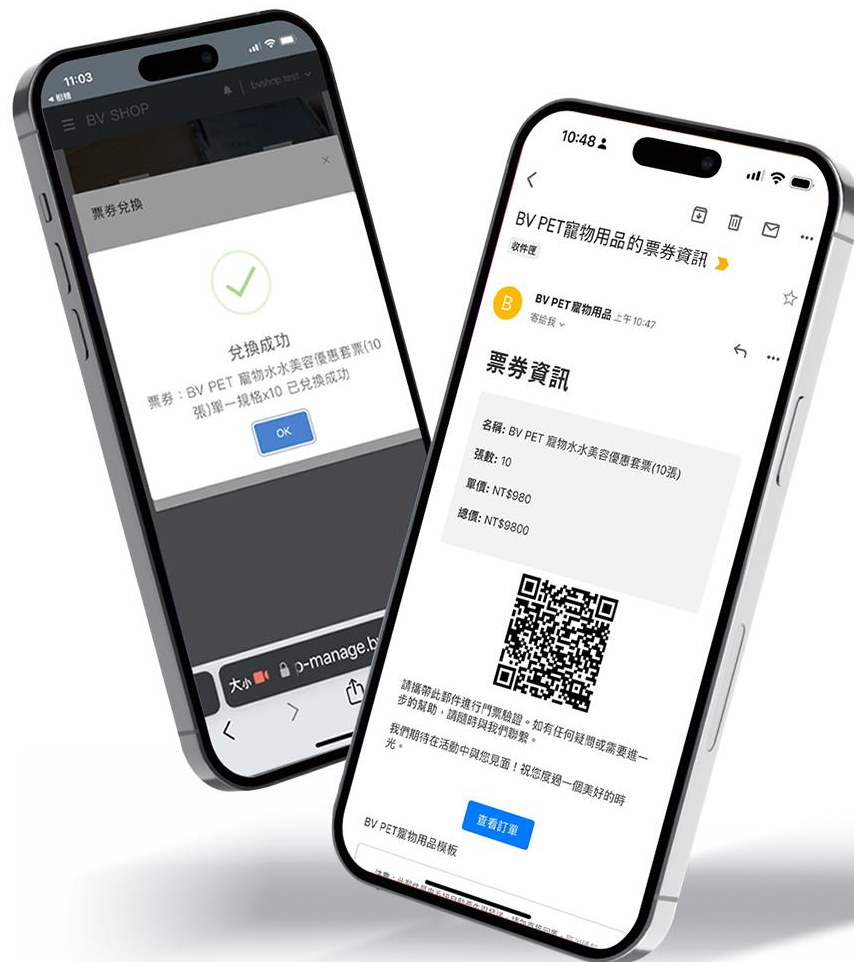 11:03
◀ 相機
BV SHOP
bvshop.test
票券兌換
×
兌換成功
票券：BV PET 寵物水水美容優惠套票(10
張)單一規格x10 已兌換成功
OK
大小
p-manage.b
10:48
BV PET寵物用品的票券資訊
收件匣
B
BV PET寵物用品 上午10:47
寄給我
票券資訊
名稱: BV PET 寵物水水美容優惠套票(10張)
張數: 10
單價: NT$980
總價: NT$9800
請攜帶此郵件進行門票驗證。如有任何疑問或需要進一
步的幫助，請隨時與我們聯繫。
我們期待在活動中與您見面！祝您度過一個美好的時
光。
查看訂單
BV PET寵物用品模板